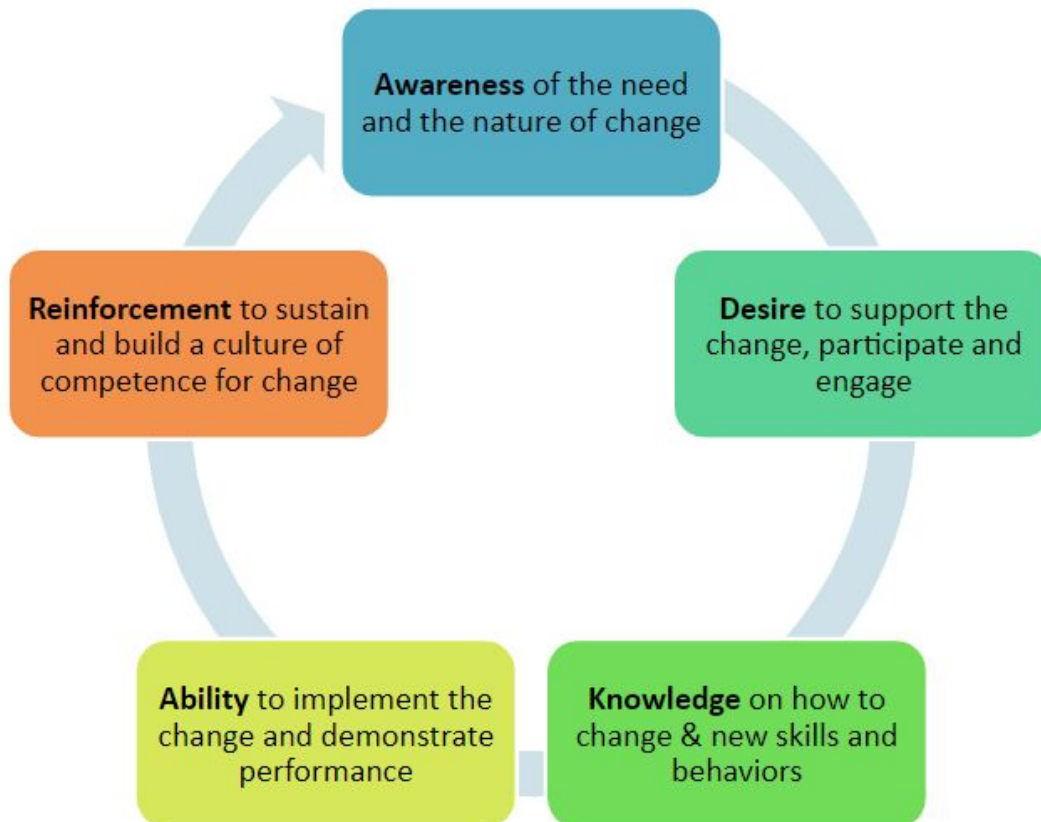 Awareness of the need
and the nature of change
Desire to support the
change, participate and
engage
Knowledge on how to
change & new skills and
behaviors
Ability to implement the
change and demonstrate
performance
Reinforcement to sustain
and build a culture of
competence for change